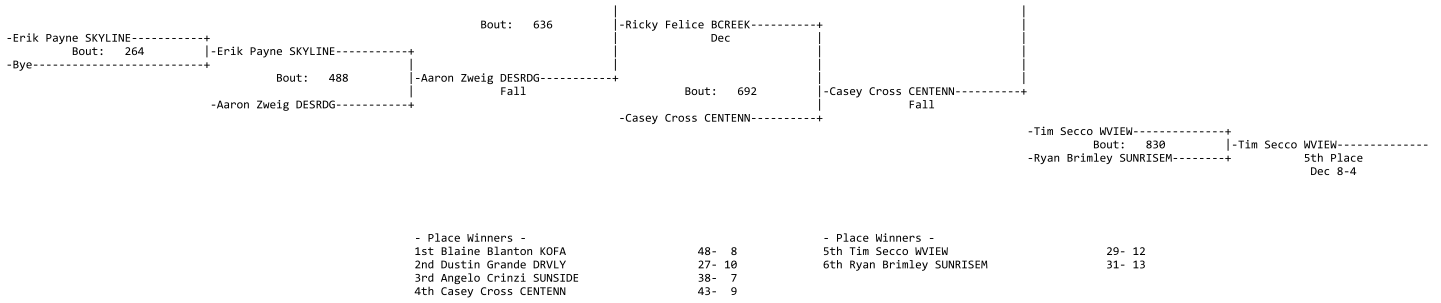 Bout: 636 |-Ricky Felice BCREEK----------+
-Erik Payne SKYLINE-----------+ Dec
Bout: 264 |-Erik Payne SKYLINE-----------+
-Bye--------------------------+
Bout: 488 |-Aaron Zweig DESRDG-----------+
Fall Bout: 692 |-Casey Cross CENTENN----------+
-Aaron Zweig DESRDG-----------+ Fall
-Casey Cross CENTENN----------+
-Tim Secco WVIEW--------------+
Bout: 830 |-Tim Secco WVIEW--------------
-Ryan Brimley SUNRISEM--------+ 5th Place
Dec 8-4
- Place Winners - - Place Winners -
1st Blaine Blanton KOFA 48- 8 5th Tim Secco WVIEW 29- 12
2nd Dustin Grande DRVLY 27- 10 6th Ryan Brimley SUNRISEM 31- 13
3rd Angelo Crinzi SUNSIDE 38- 7
4th Casey Cross CENTENN 43- 9